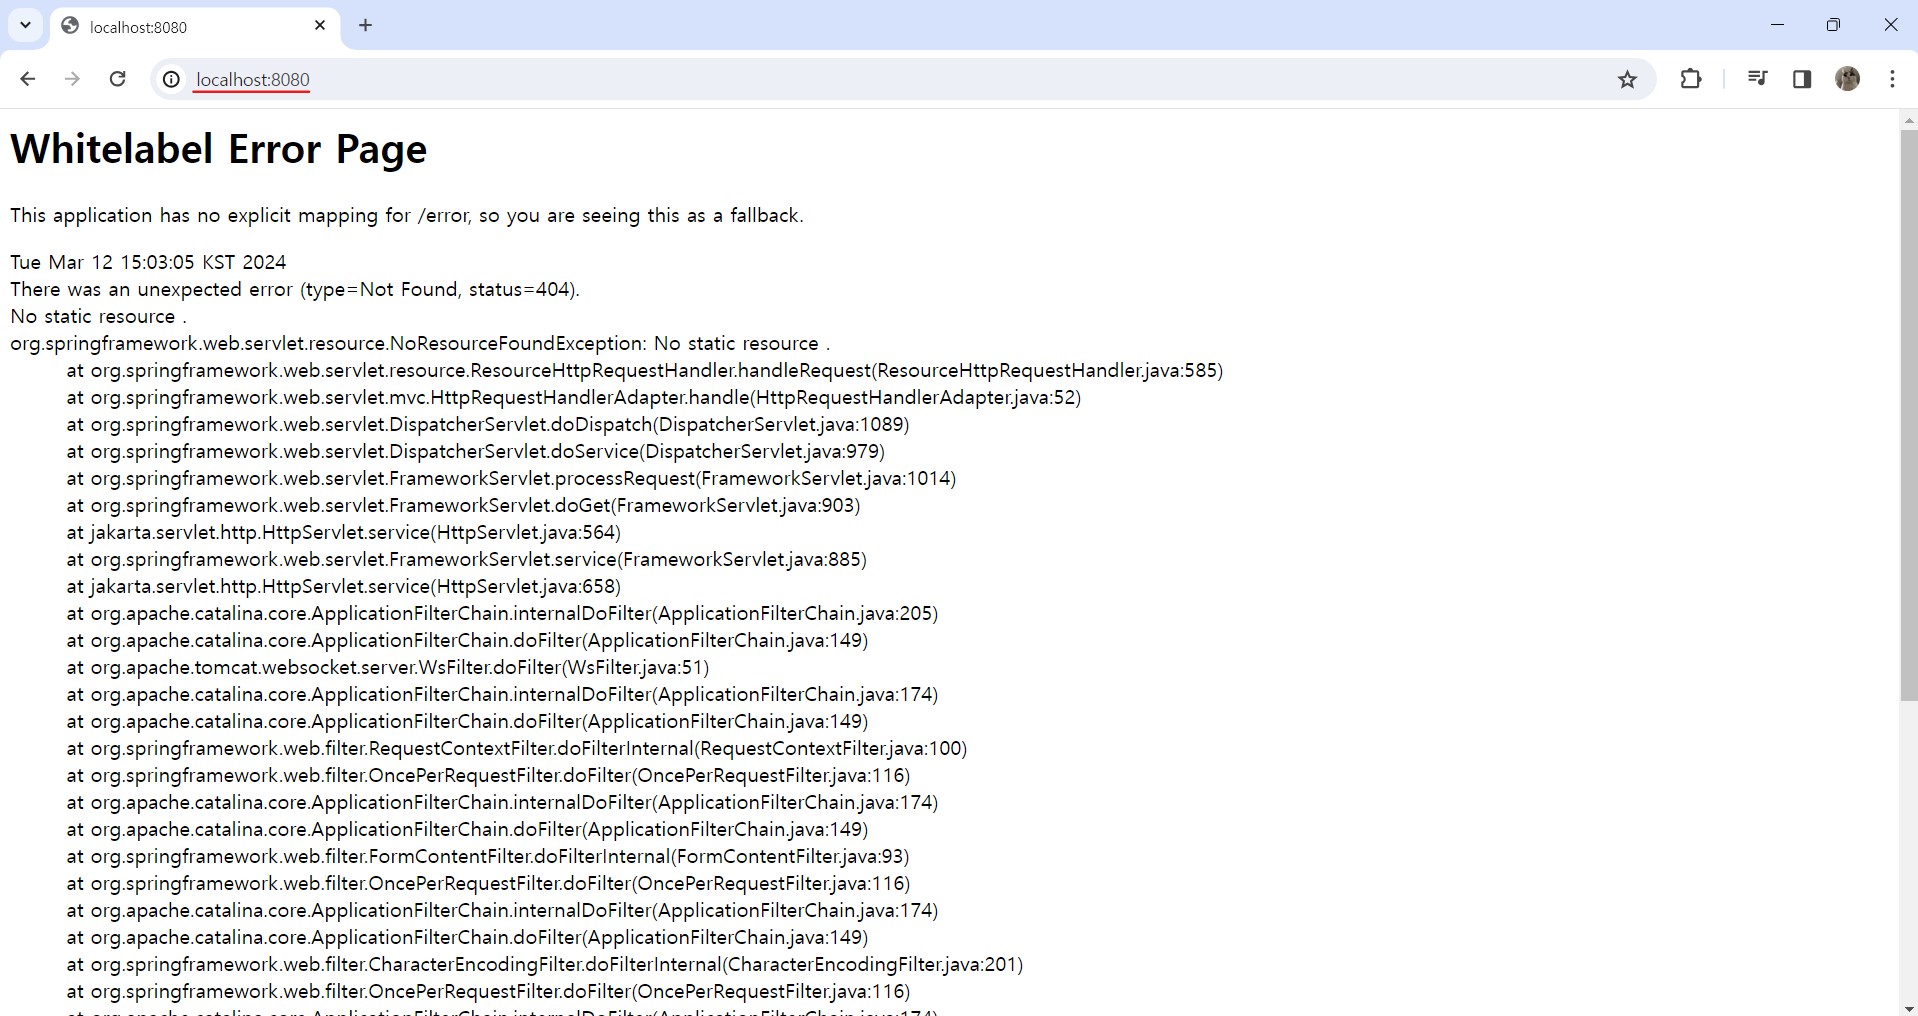 localhost:8080
localhost:8080
Whitelabel Error Page
This application has no explicit mapping for /error, so you are seeing this as a fallback.
Tue Mar 12 15:03:05 KST 2024
There was an unexpected error (type=Not Found, status=404).
No static resource .
org.springframework.web.servlet.resource.NoResourceFoundException: No static resource .
at org.springframework.web.servlet.resource.ResourceHttpRequestHandler.handleRequest(ResourceHttpRequestHandler.java:585)
at org.springframework.web.servlet.mvc.HttpRequestHandlerAdapter.handle(HttpRequestHandlerAdapter.java:52)
at org.springframework.web.servlet.DispatcherServlet.doDispatch(DispatcherServlet.java:1089)
at org.springframework.web.servlet.DispatcherServlet.doService(DispatcherServlet.java:979)
at org.springframework.web.servlet.FrameworkServlet.processRequest(FrameworkServlet.java:1014)
at org.springframework.web.servlet.FrameworkServlet.doGet(FrameworkServlet.java:903)
at jakarta.servlet.http.HttpServlet.service(HttpServlet.java:564)
at org.springframework.web.servlet.FrameworkServlet.service(FrameworkServlet.java:885)
at jakarta.servlet.http.HttpServlet.service(HttpServlet.java:658)
at org.apache.catalina.core.ApplicationFilterChain.internalDoFilter(ApplicationFilterChain.java:205)
at org.apache.catalina.core.ApplicationFilterChain.doFilter(ApplicationFilterChain.java:149)
at org.apache.tomcat.websocket.server.WsFilter.doFilter(WsFilter.java:51)
at org.apache.catalina.core.ApplicationFilterChain.internalDoFilter(ApplicationFilterChain.java:174)
at org.apache.catalina.core.ApplicationFilterChain.doFilter(ApplicationFilterChain.java:149)
at org.springframework.web.filter.RequestContextFilter.doFilterInternal(RequestContextFilter.java:100)
at org.springframework.web.filter.OncePerRequestFilter.doFilter(OncePerRequestFilter.java:116)
at org.apache.catalina.core.ApplicationFilterChain.internalDoFilter(ApplicationFilterChain.java:174)
at org.apache.catalina.core.ApplicationFilterChain.doFilter(ApplicationFilterChain.java:149)
at org.springframework.web.filter.FormContentFilter.doFilterInternal(FormContentFilter.java:93)
at org.springframework.web.filter.OncePerRequestFilter.doFilter(OncePerRequestFilter.java:116)
at org.apache.catalina.core.ApplicationFilterChain.internalDoFilter(ApplicationFilterChain.java:174)
at org.apache.catalina.core.ApplicationFilterChain.doFilter(ApplicationFilterChain.java:149)
at org.springframework.web.filter.CharacterEncodingFilter.doFilterInternal(CharacterEncodingFilter.java:201)
at org.springframework.web.filter.OncePerRequestFilter.doFilter(OncePerRequestFilter.java:116)
at org.apache.catalina.core.ApplicationFilterChain.internalDoFilter(ApplicationFilterChain.java:174)